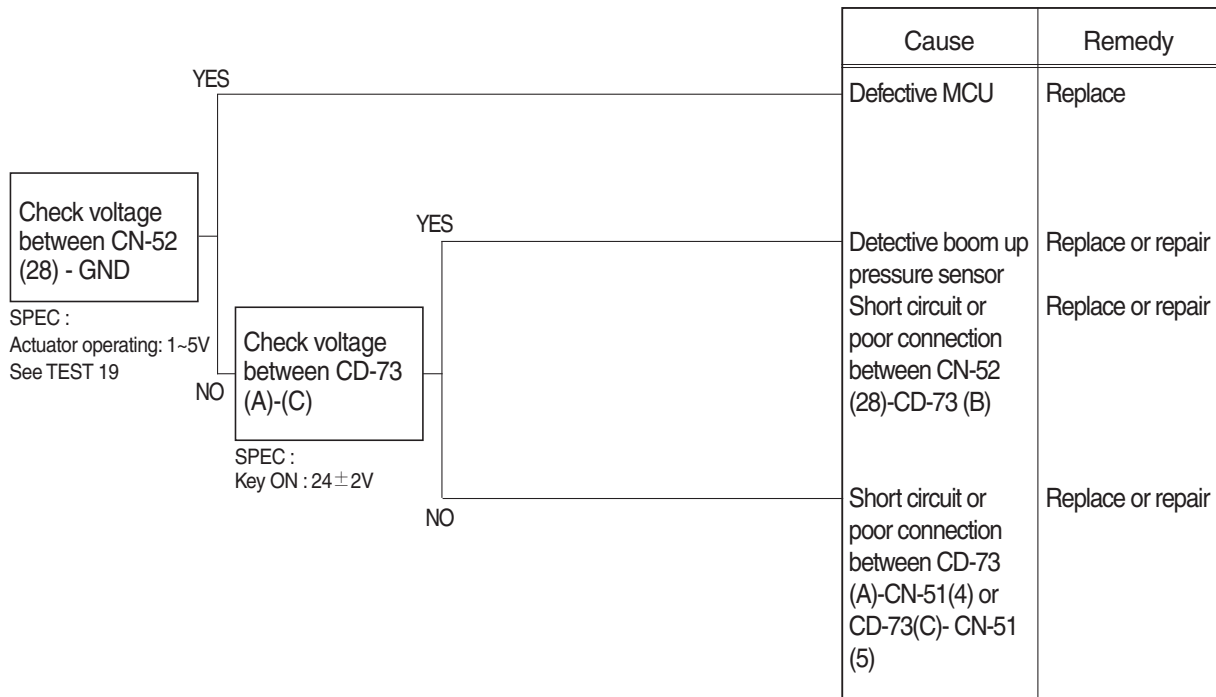 Cause
Remedy
YES
Defective MCU
Replace
Check voltage
between CN-52
(28) - GND
SPEC :
Actuator operating: 1~5V
See TEST 19
NO
YES
Detective boom up
pressure sensor
Replace or repair
Short circuit or
poor connection
between CN-52
(28)-CD-73 (B)
Replace or repair
Check voltage
between CD-73
(A)-(C)
SPEC :
Key ON : 24±2V
NO
Short circuit or
poor connection
between CD-73
(A)-CN-51(4) or
CD-73(C)- CN-51
(5)
Replace or repair